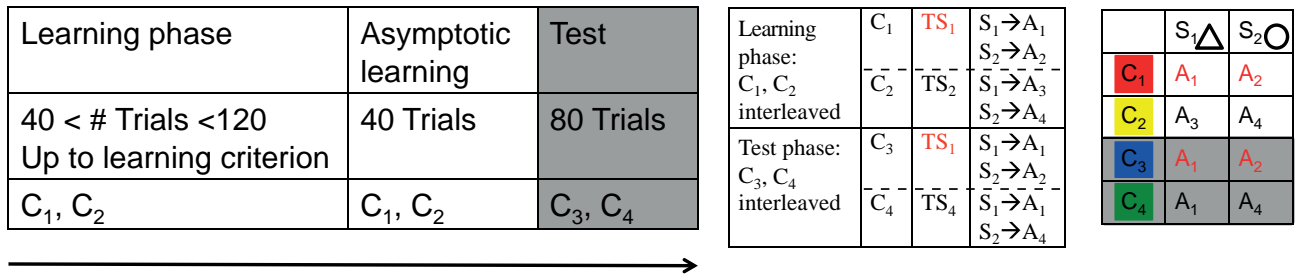 Learning phase Asymptotic learning Test
40 < # Trials <120
Up to learning criterion 40 Trials 80 Trials
C1, C2 C1, C2 C3, C4
Learning phase:
C1, C2
interleaved
C1 TS1 S1→A1
S2→A2
C2 TS2 S1→A3
S2→A4
Test phase:
C3, C4
interleaved
C3 TS1 S1→A1
S2→A2
C4 TS4 S1→A1
S2→A4
S1 S2
C1 A1 A2
C2 A3 A4
C3 A1 A2
C4 A1 A4